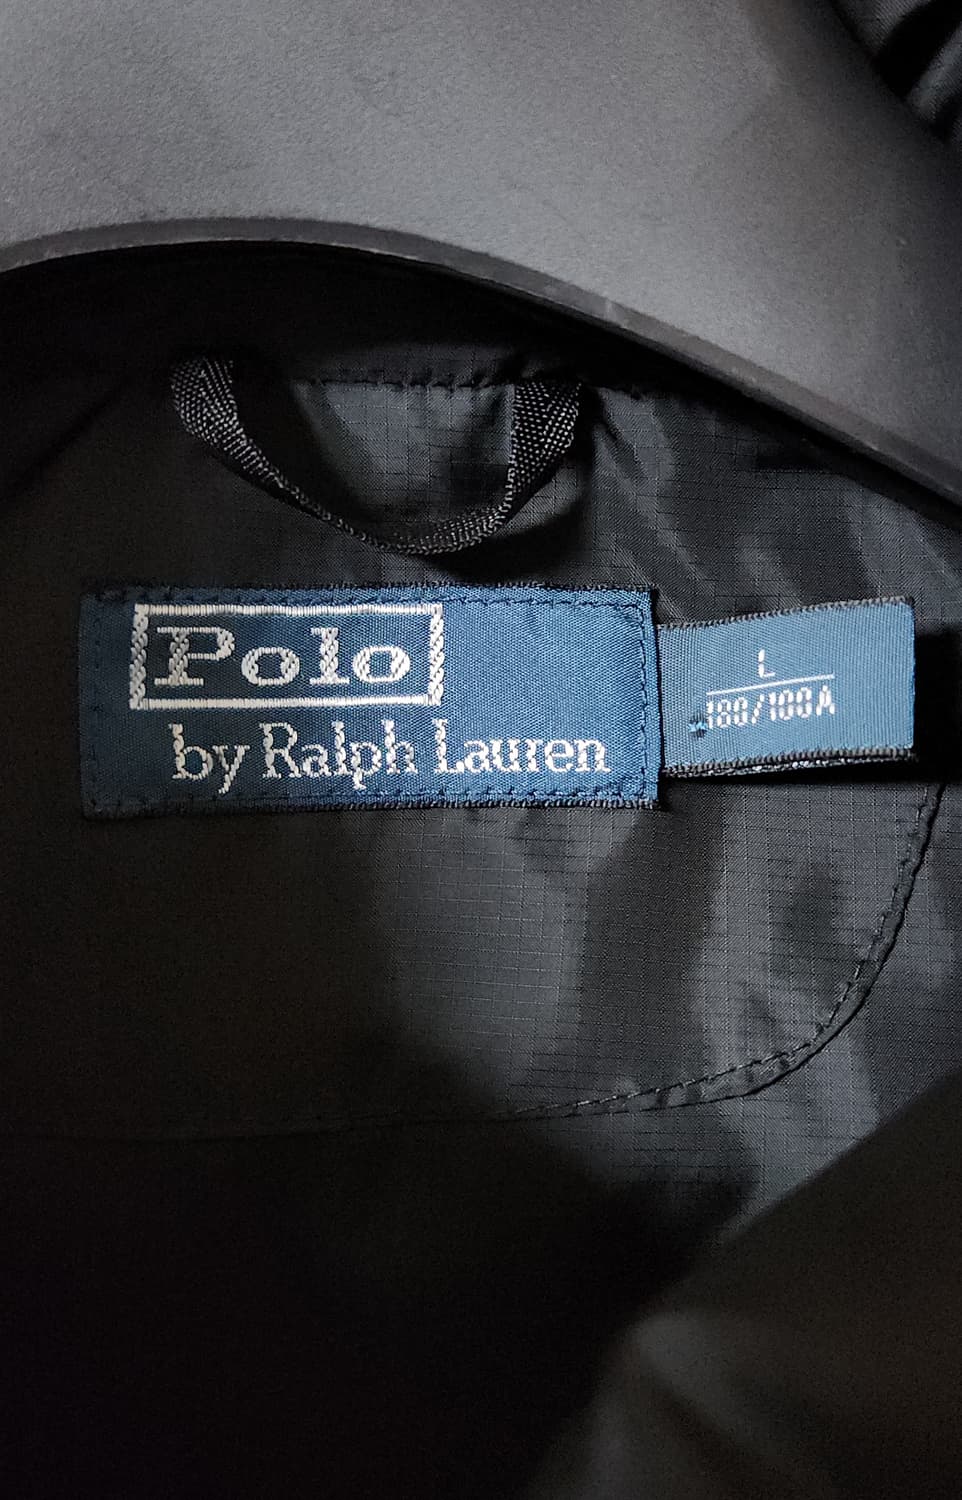 Polo
by Ralph Lauren
L
180/100A